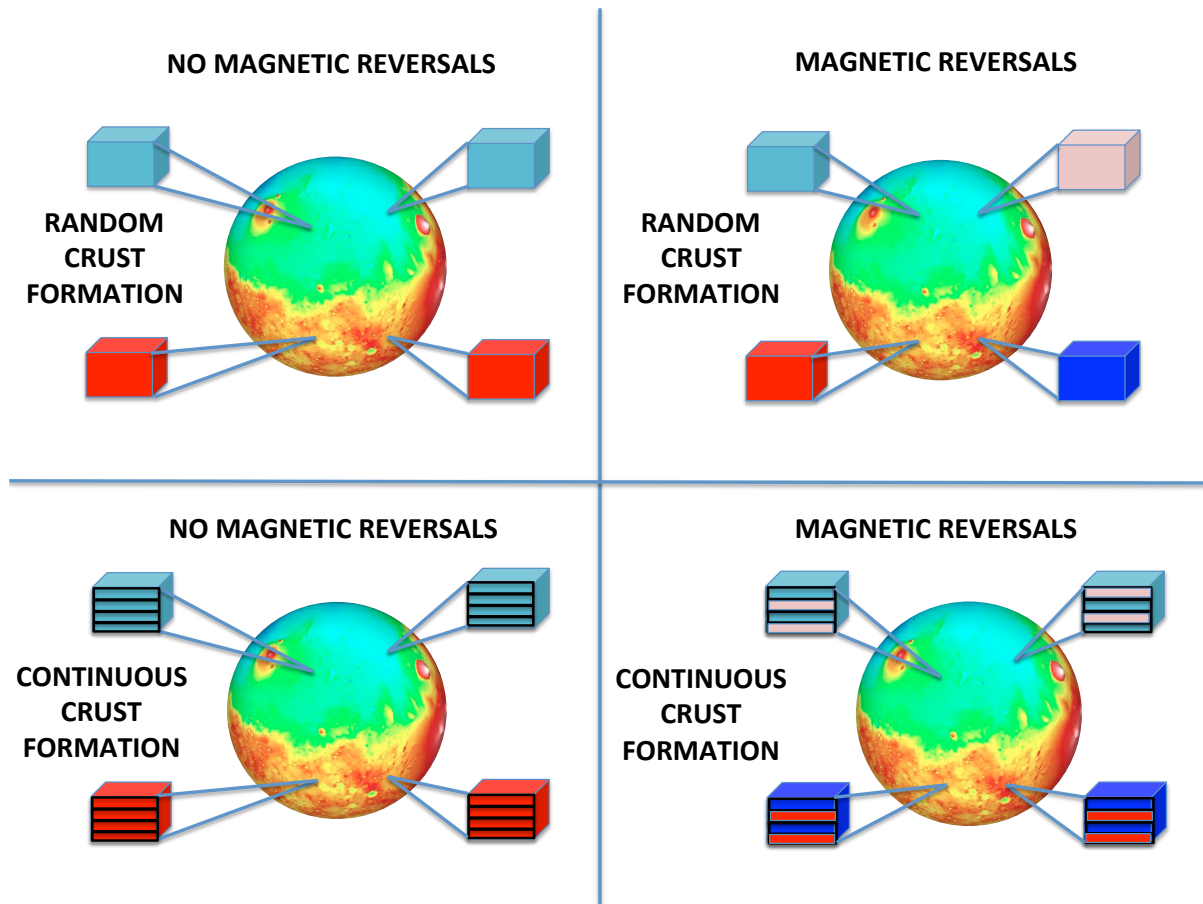 NO MAGNETIC REVERSALS
RANDOM
CRUST
FORMATION
MAGNETIC REVERSALS
RANDOM
CRUST
FORMATION
NO MAGNETIC REVERSALS
CONTINUOUS
CRUST
FORMATION
MAGNETIC REVERSALS
CONTINUOUS
CRUST
FORMATION